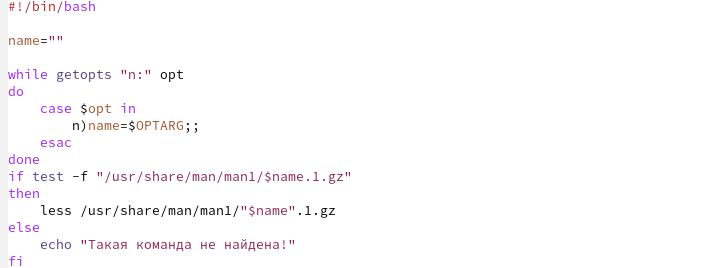 #!/bin/bash
name=""
while getopts "n:" opt
do
    case $opt in
        n)name=$OPTARG;;
    esac
done
if test -f "/usr/share/man/man1/$name.1.gz"
then
    less /usr/share/man/man1/"$name".1.gz
else
    echo "Такая команда не найдена!"
fi